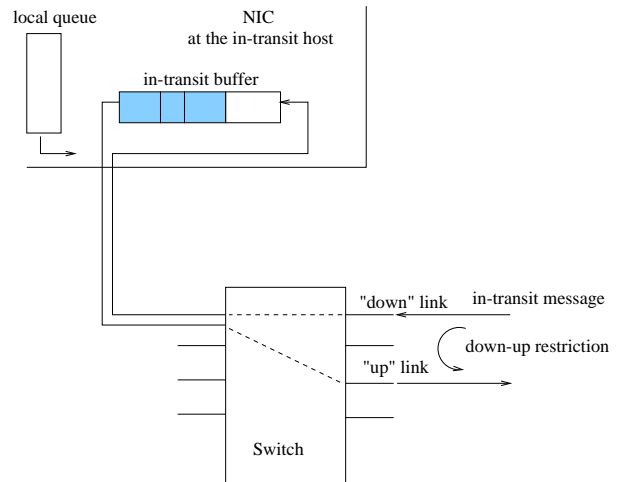 local queue
NIC
at the in-transit host
in-transit buffer
"down" link
in-transit message
down-up restriction
"up" link
Switch